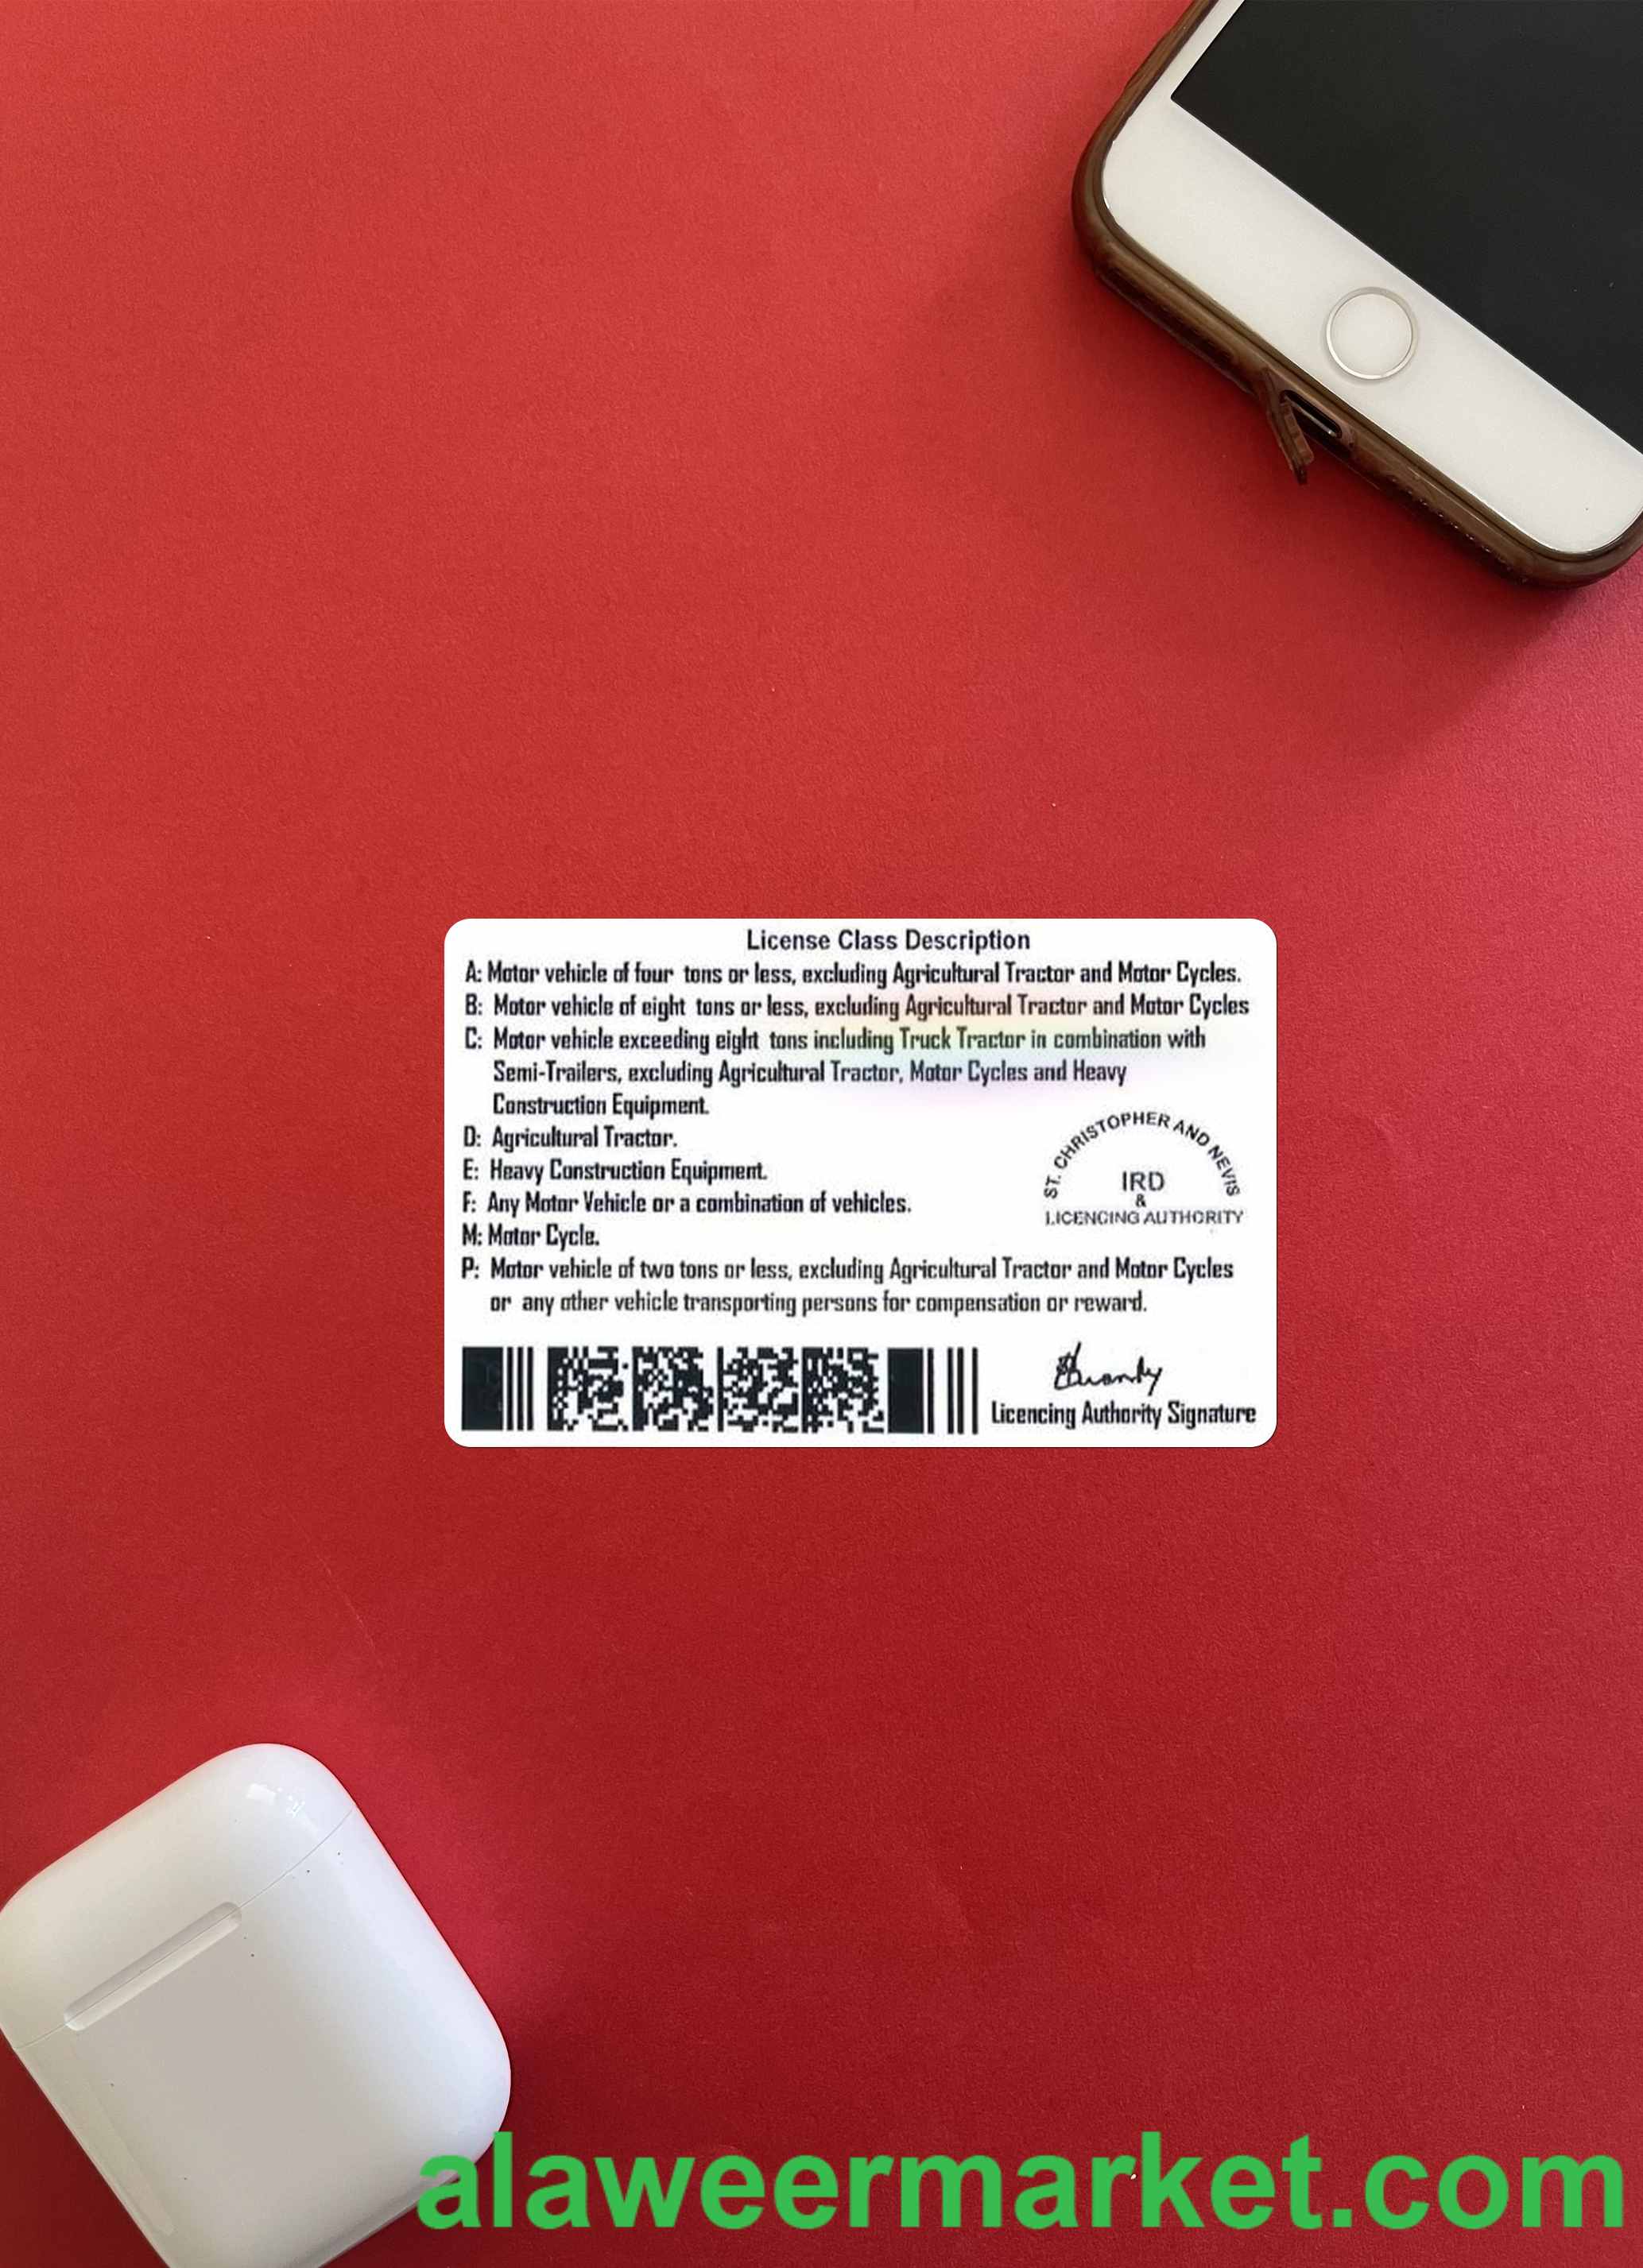 License Class Description
A: Motor vehicle of four tons or less, excluding Agricultural Tractor and Motor Cycles.
B: Motor vehicle of eight tons or less, excluding Agricultural Tractor and Motor Cycles
C: Motor vehicle exceeding eight tons including Truck Tractor in combination with
Semi-Trailers, excluding Agricultural Tractor, Motor Cycles and Heavy
Construction Equipment.
D: Agricultural Tractor.
E: Heavy Construction Equipment.
F: Any Motor Vehicle or a combination of vehicles.
M: Motor Cycle.
P: Motor vehicle of two tons or less, excluding Agricultural Tractor and Motor Cycles
or any other vehicle transporting persons for compensation or reward.
ST. CHRISTOPHER AND NEVIS
IRD
&
LICENCING AUTHORITY
Licencing Authority Signature
alaweermarket.com